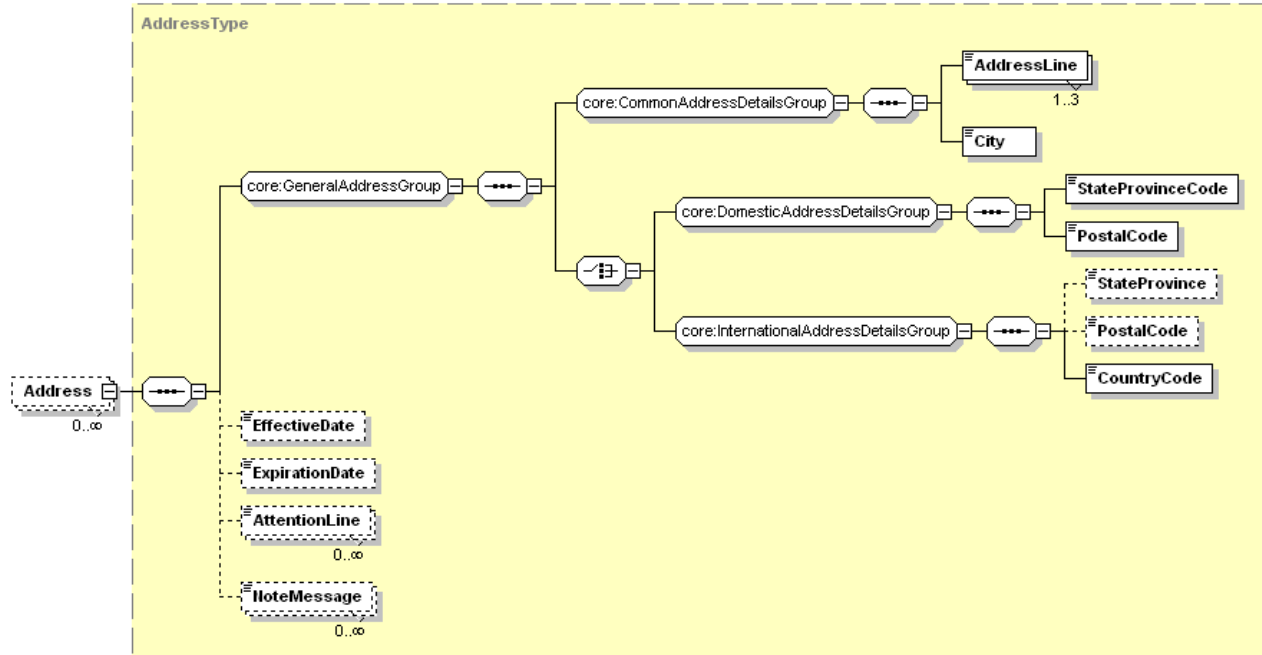 AddressType
AddressLine
1..3
core:CommonAddressDetailsGroup
City
core:GeneralAddressGroup
StateProvinceCode
core:DomesticAddressDetailsGroup
PostalCode
StateProvince
core:InternationalAddressDetailsGroup
PostalCode
CountryCode
Address
0..∞
EffectiveDate
ExpirationDate
AttentionLine
0..∞
NoteMessage
0..∞